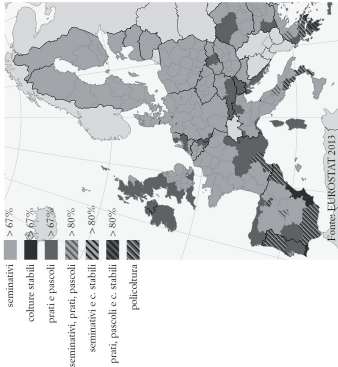 seminativi > 67%
colture stabili > 67%
prati e pascoli > 67%
seminativi, prati, pascoli > 80%
seminativi e c. stabili > 80%
prati, pascoli e c. stabili > 80%
policoltura
Fonte: EUROSTAT 2013